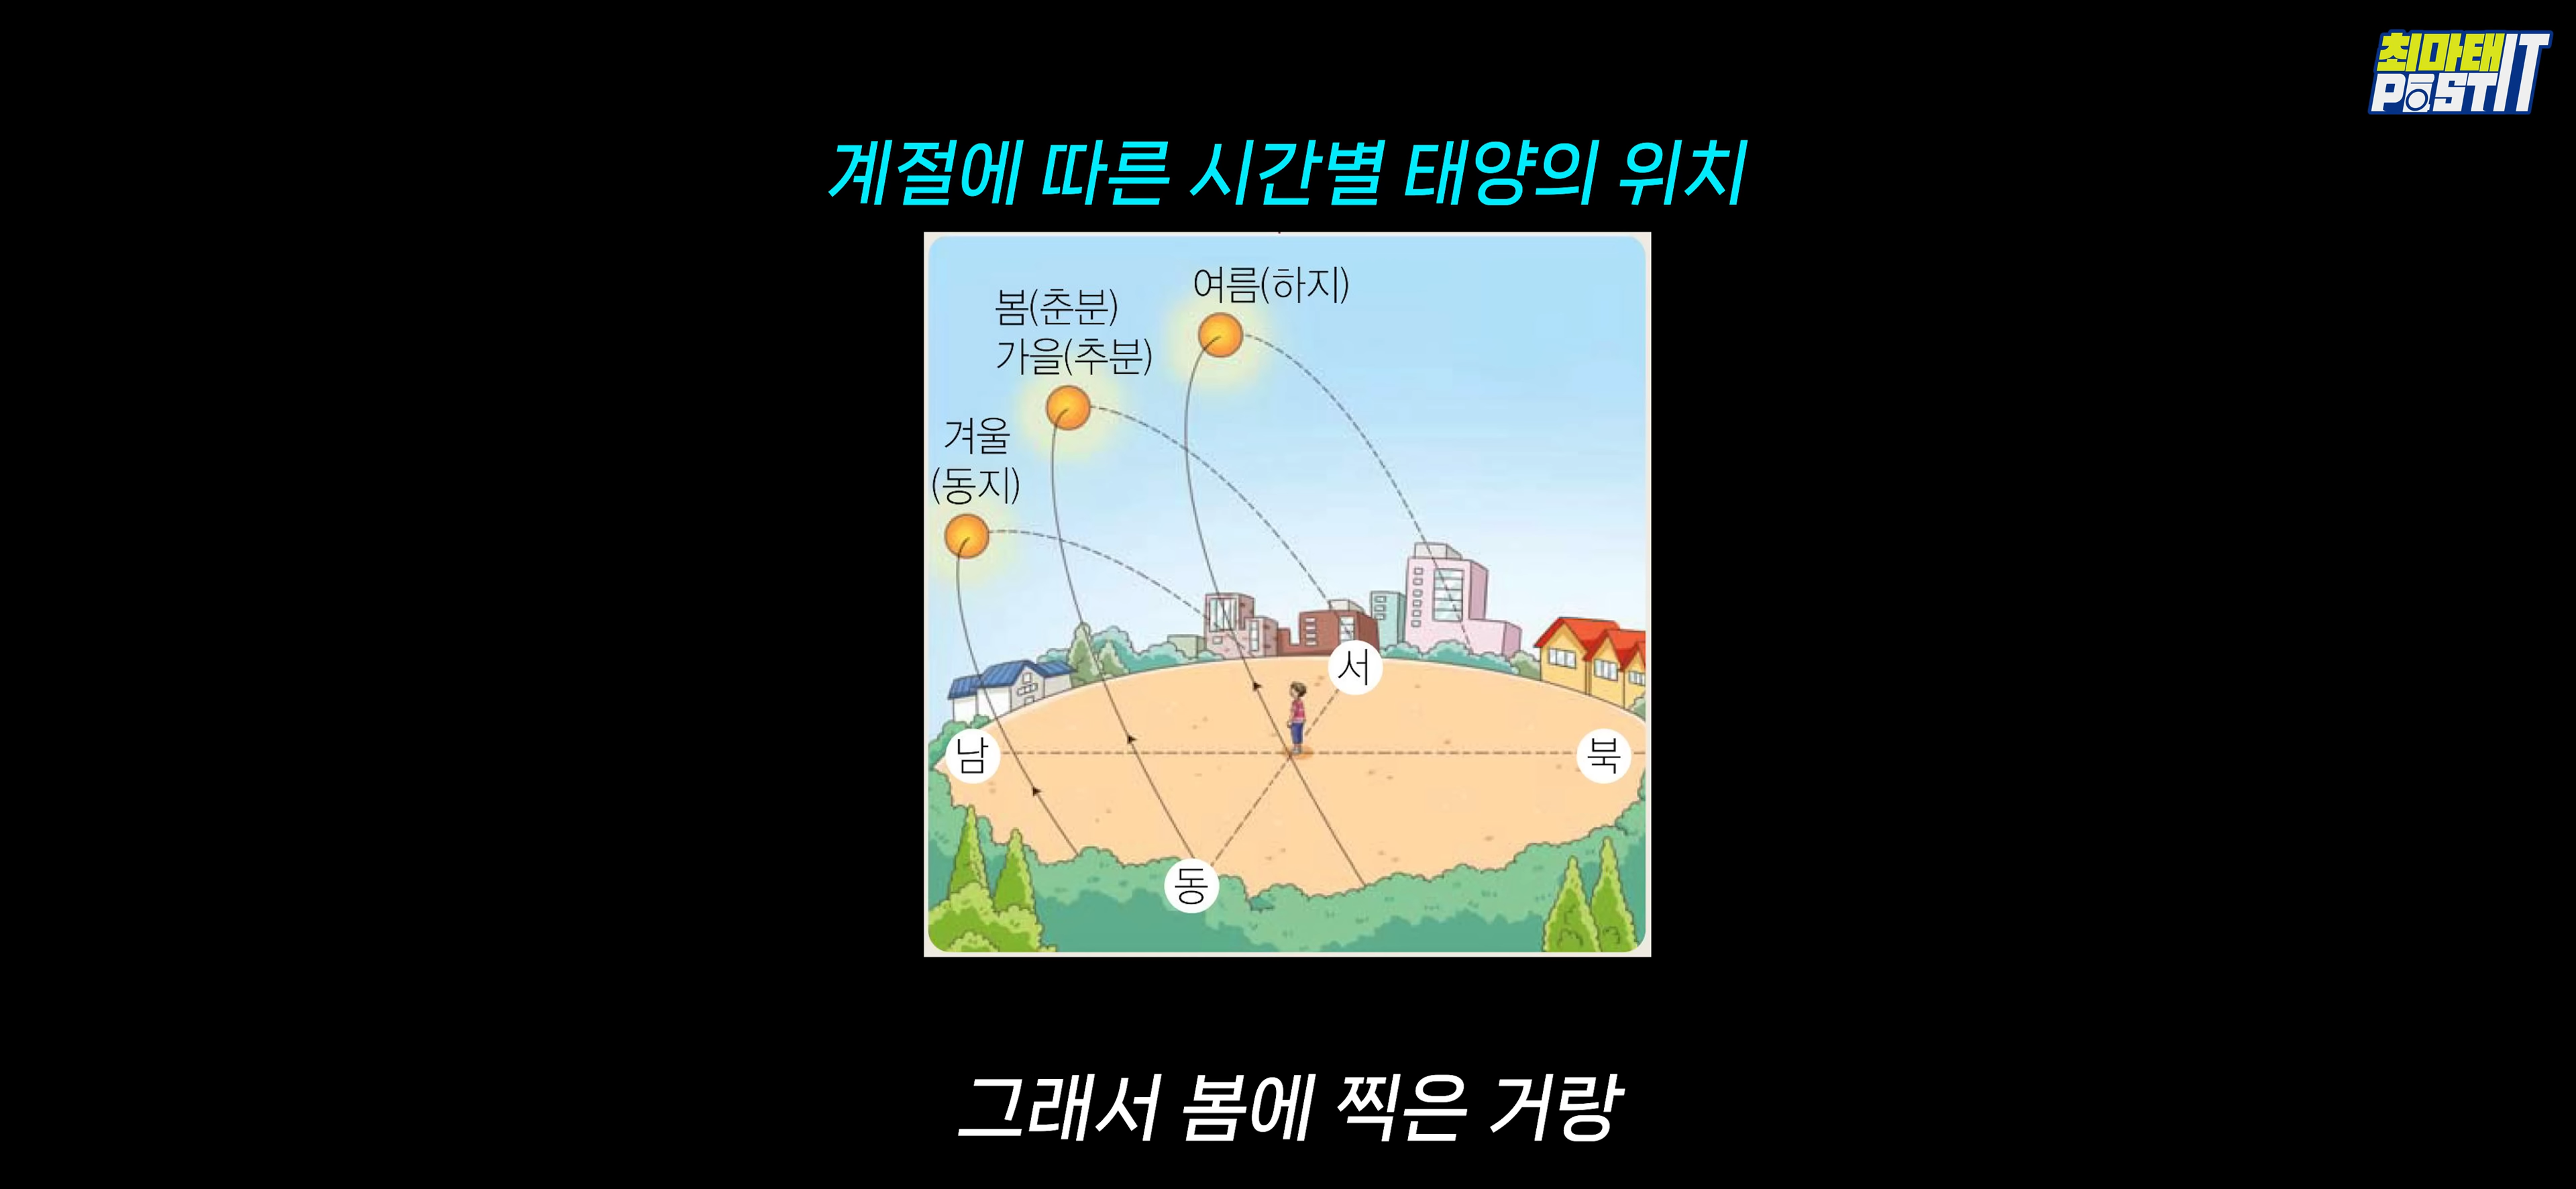 최마태
POSTIT
계절에 따른 시간별 태양의 위치
여름(하지)
봄(춘분)
가을(추분)
겨울
(동지)
서
남
북
동
그래서 봄에 찍은 거랑